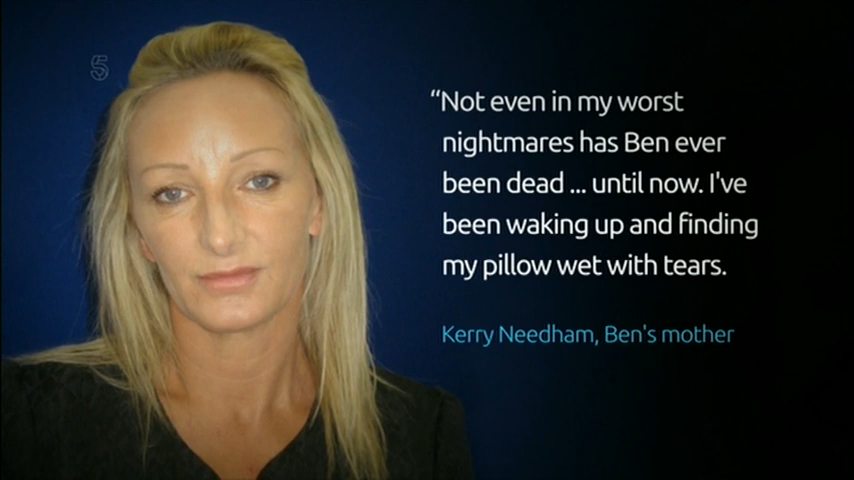 5
“Not even in my worst
nightmares has Ben ever
been dead ... until now. I've
been waking up and finding
my pillow wet with tears.
Kerry Needham, Ben's mother